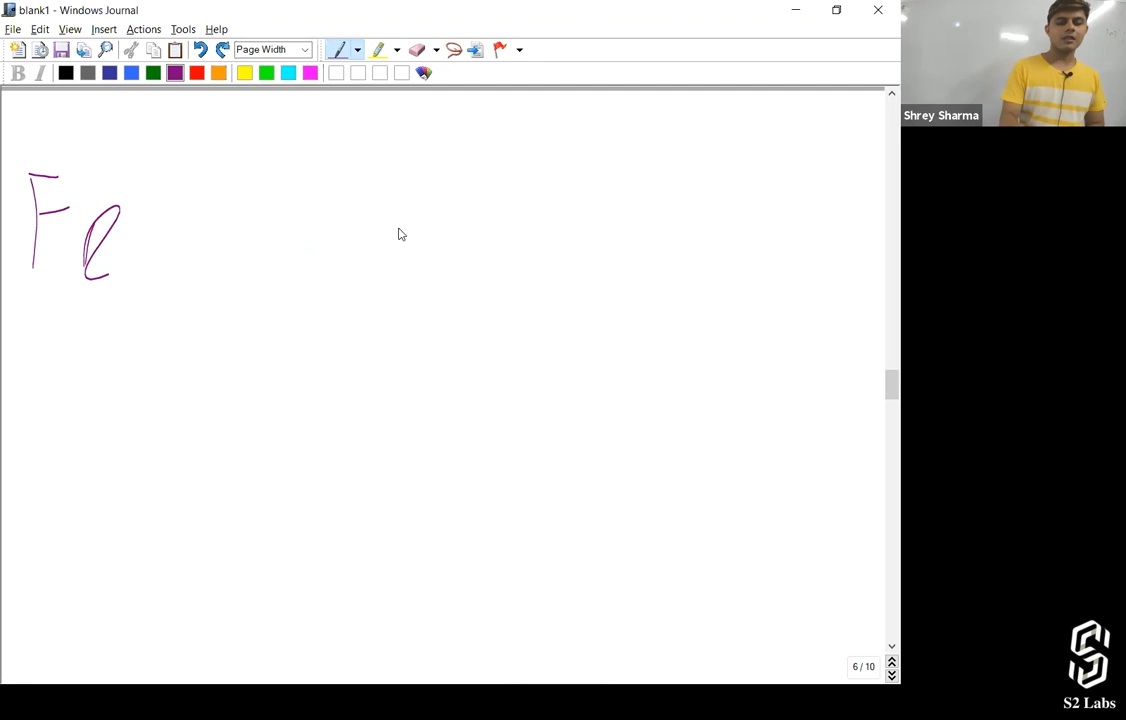 blank1 - Windows Journal
File Edit View Insert Actions Tools Help
Page Width
B I
Shrey Sharma
Fe
6 / 10
S2 Labs